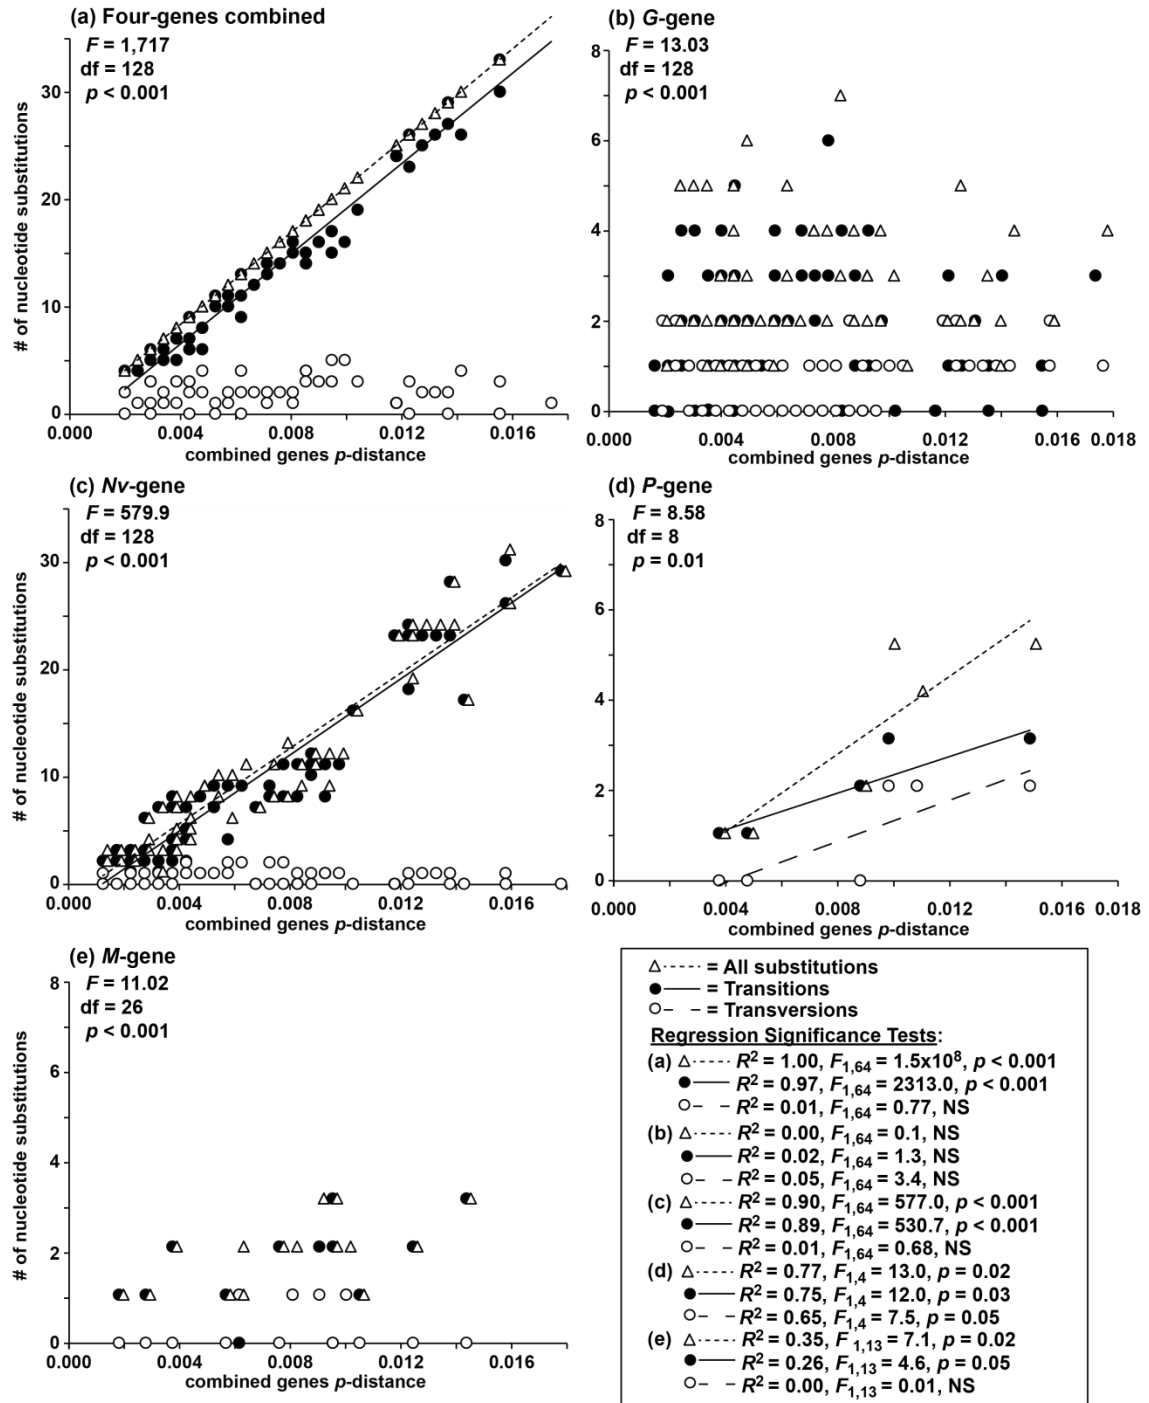 (a) Four-genes combined
F = 1,717
df = 128
p < 0.001
30
20
10
0
# of nucleotide substitutions
0.000 0.004 0.008 0.012 0.016
combined genes p-distance
(b) G-gene
F = 13.03
df = 128
p < 0.001
8
6
4
2
0
0.000 0.004 0.008 0.012 0.016 0.018
combined genes p-distance
(c) Nv-gene
F = 579.9
df = 128
p < 0.001
30
20
10
0
# of nucleotide substitutions
0.000 0.004 0.008 0.012 0.016
combined genes p-distance
(d) P-gene
F = 8.58
df = 8
p = 0.01
8
6
4
2
0
0.000 0.004 0.008 0.012 0.016 0.018
combined genes p-distance
(e) M-gene
F = 11.02
df = 26
p < 0.001
8
6
4
2
0
# of nucleotide substitutions
0.000 0.004 0.008 0.012 0.016
combined genes p-distance
= All substitutions
= Transitions
= Transversions
Regression Significance Tests:
(a) R² = 1.00, F1,64 = 1.5x10⁸, p < 0.001
R² = 0.97, F1,64 = 2313.0, p < 0.001
R² = 0.01, F1,64 = 0.77, NS
(b) R² = 0.00, F1,64 = 0.1, NS
R² = 0.02, F1,64 = 1.3, NS
R² = 0.05, F1,64 = 3.4, NS
(c) R² = 0.90, F1,64 = 577.0, p < 0.001
R² = 0.89, F1,64 = 530.7, p < 0.001
R² = 0.01, F1,64 = 0.68, NS
(d) R² = 0.77, F1,4 = 13.0, p = 0.02
R² = 0.75, F1,4 = 12.0, p = 0.03
R² = 0.65, F1,4 = 7.5, p = 0.05
(e) R² = 0.35, F1,13 = 7.1, p = 0.02
R² = 0.26, F1,13 = 4.6, p = 0.05
R² = 0.00, F1,13 = 0.01, NS